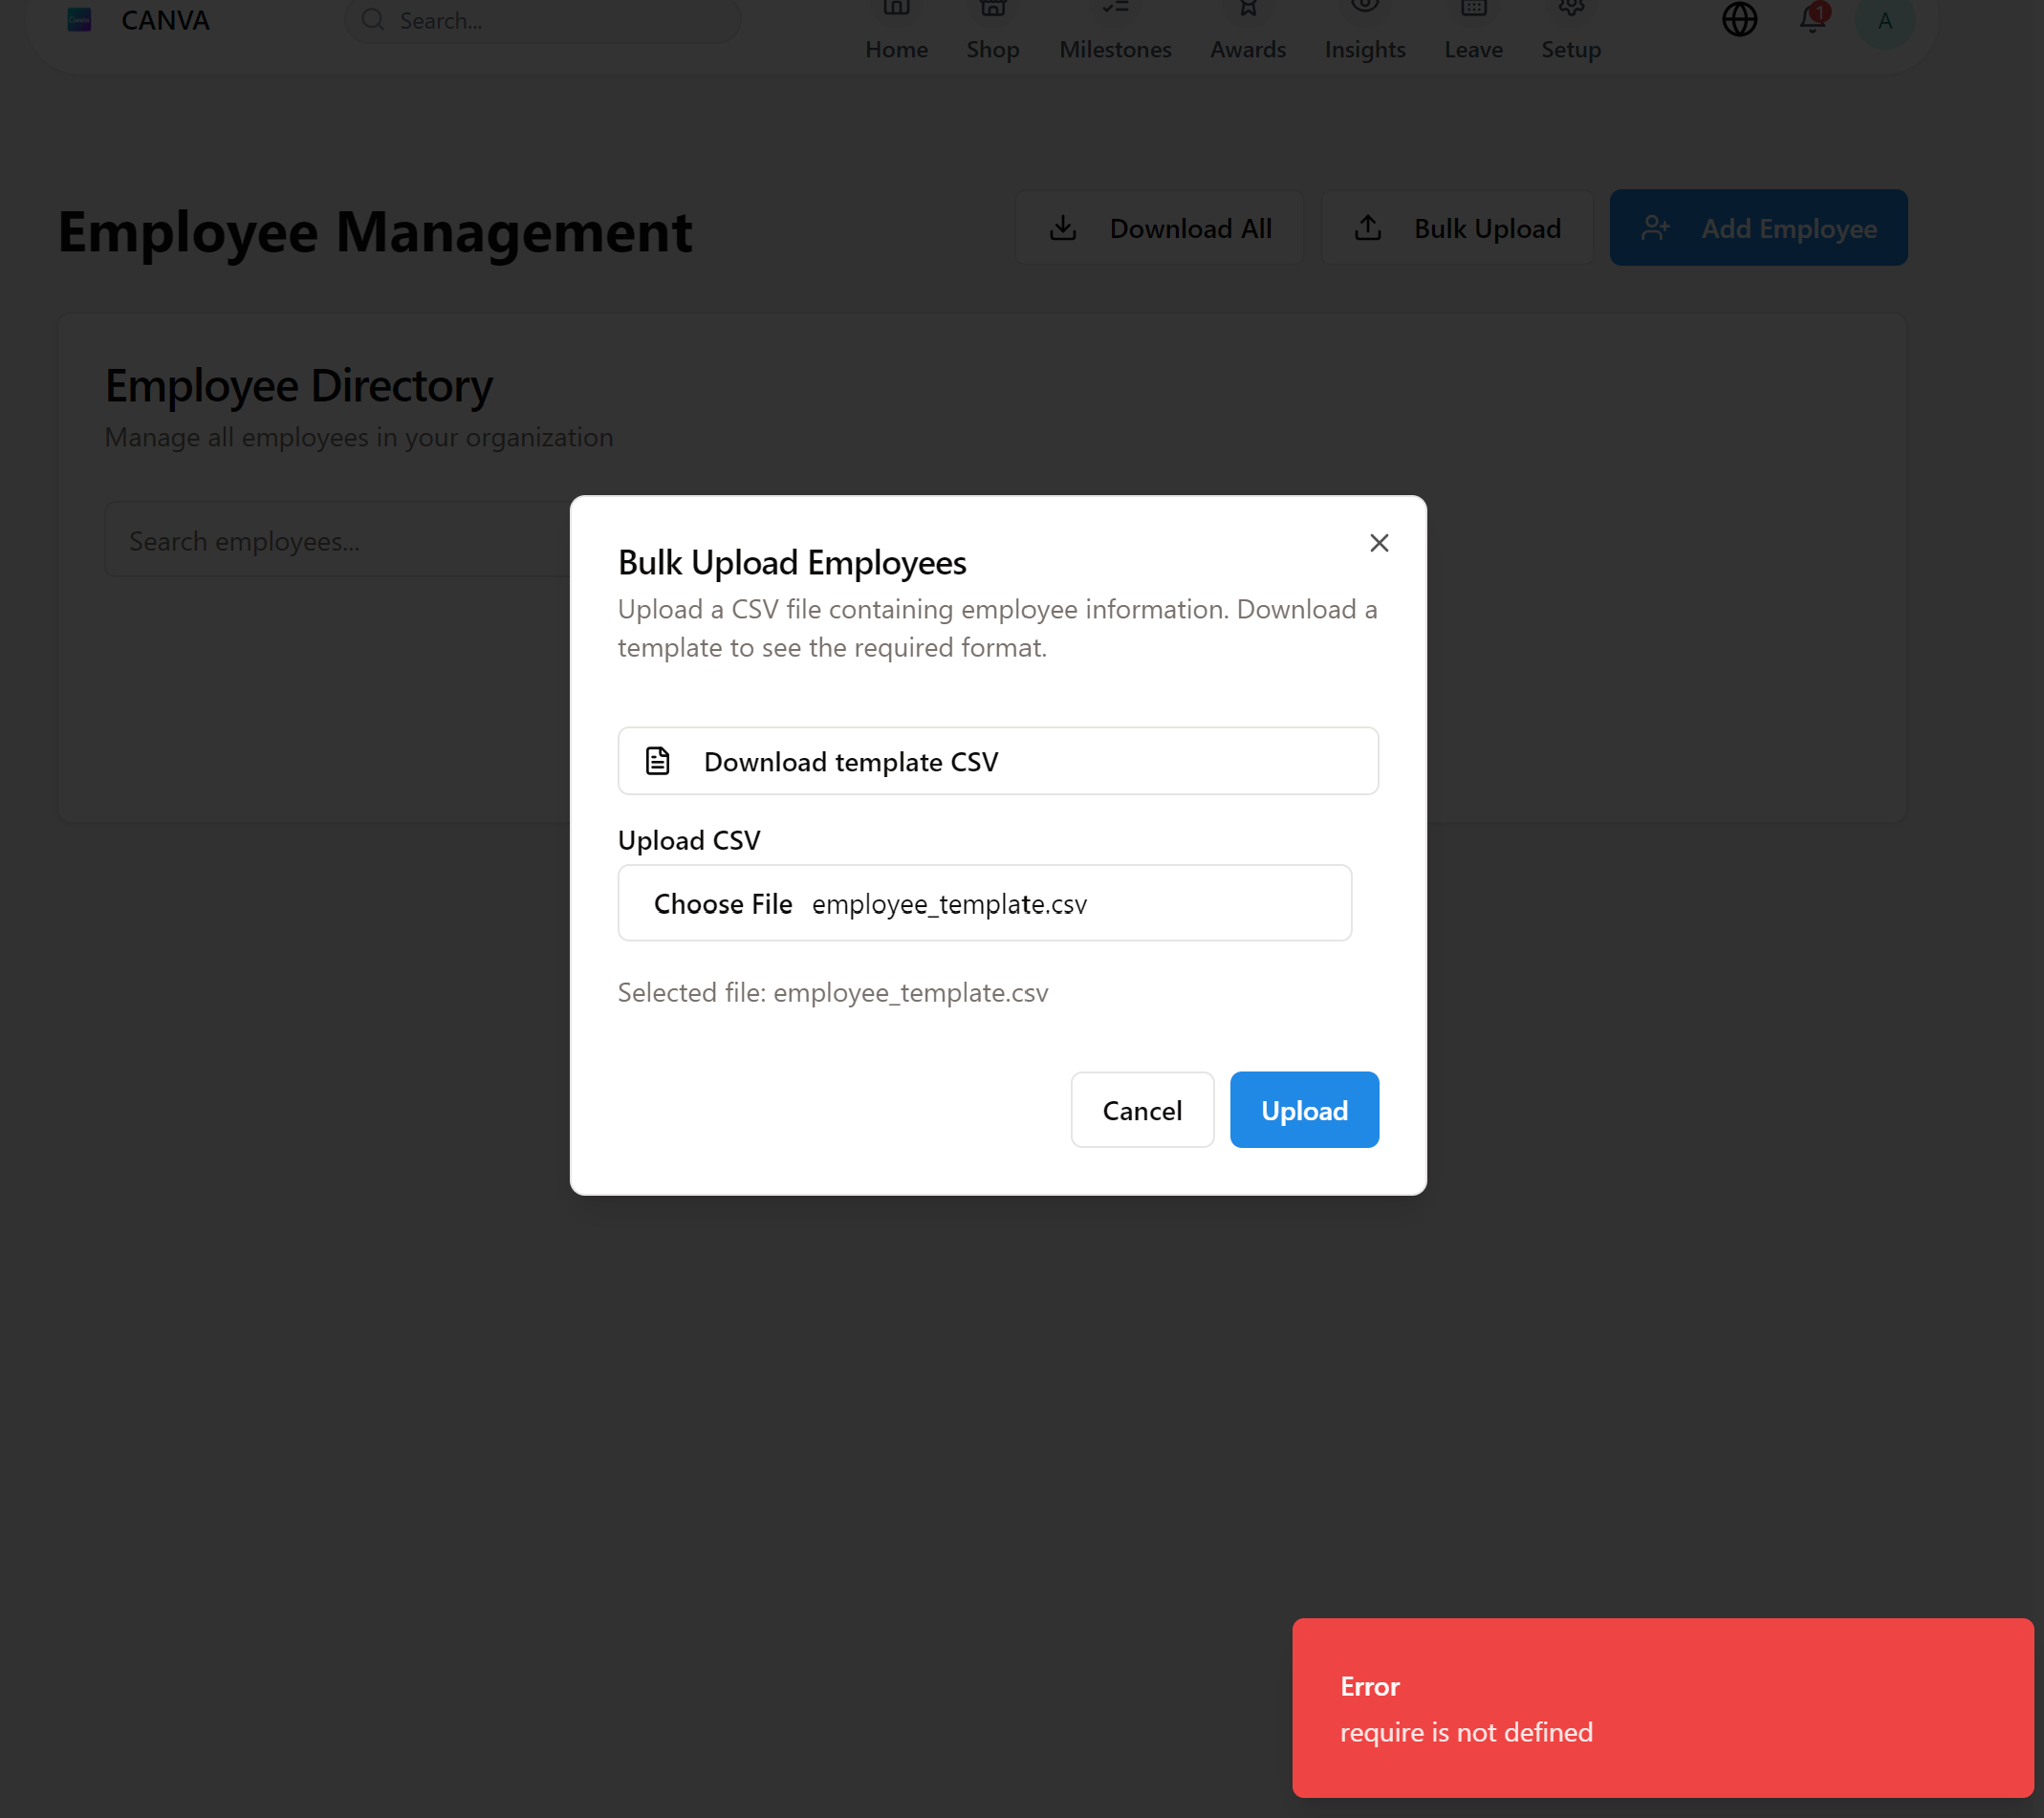 CANVA
Search...
Home
Shop
Milestones
Awards
Insights
Leave
Setup
1
A
Employee Management
Download All
Bulk Upload
Add Employee
Employee Directory
Manage all employees in your organization
Search employees...
Bulk Upload Employees
Upload a CSV file containing employee information. Download a
template to see the required format.
Download template CSV
Upload CSV
Choose File employee_template.csv
Selected file: employee_template.csv
Cancel
Upload
Error
require is not defined